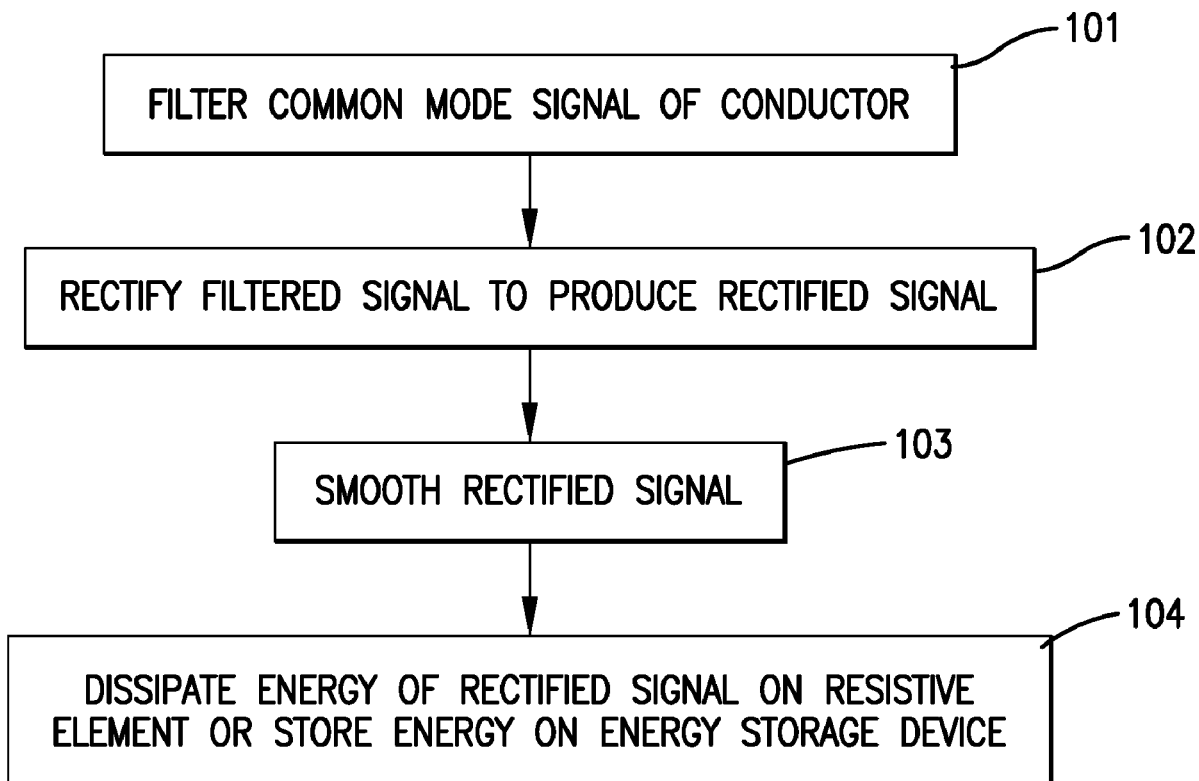 101
FILTER COMMON MODE SIGNAL OF CONDUCTOR
102
RECTIFY FILTERED SIGNAL TO PRODUCE RECTIFIED SIGNAL
103
SMOOTH RECTIFIED SIGNAL
104
DISSIPATE ENERGY OF RECTIFIED SIGNAL ON RESISTIVE
ELEMENT OR STORE ENERGY ON ENERGY STORAGE DEVICE